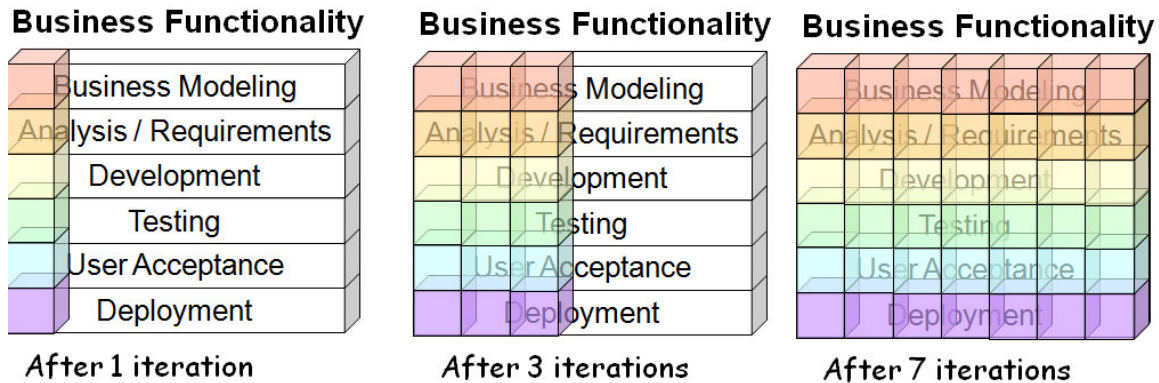 Business Functionality
Business Modeling
Analysis / Requirements
Development
Testing
User Acceptance
Deployment
After 1 iteration
Business Functionality
Business Modeling
Analysis / Requirements
Development
Testing
User Acceptance
Deployment
After 3 iterations
Business Functionality
Business Modeling
Analysis / Requirements
Development
Testing
User Acceptance
Deployment
After 7 iterations